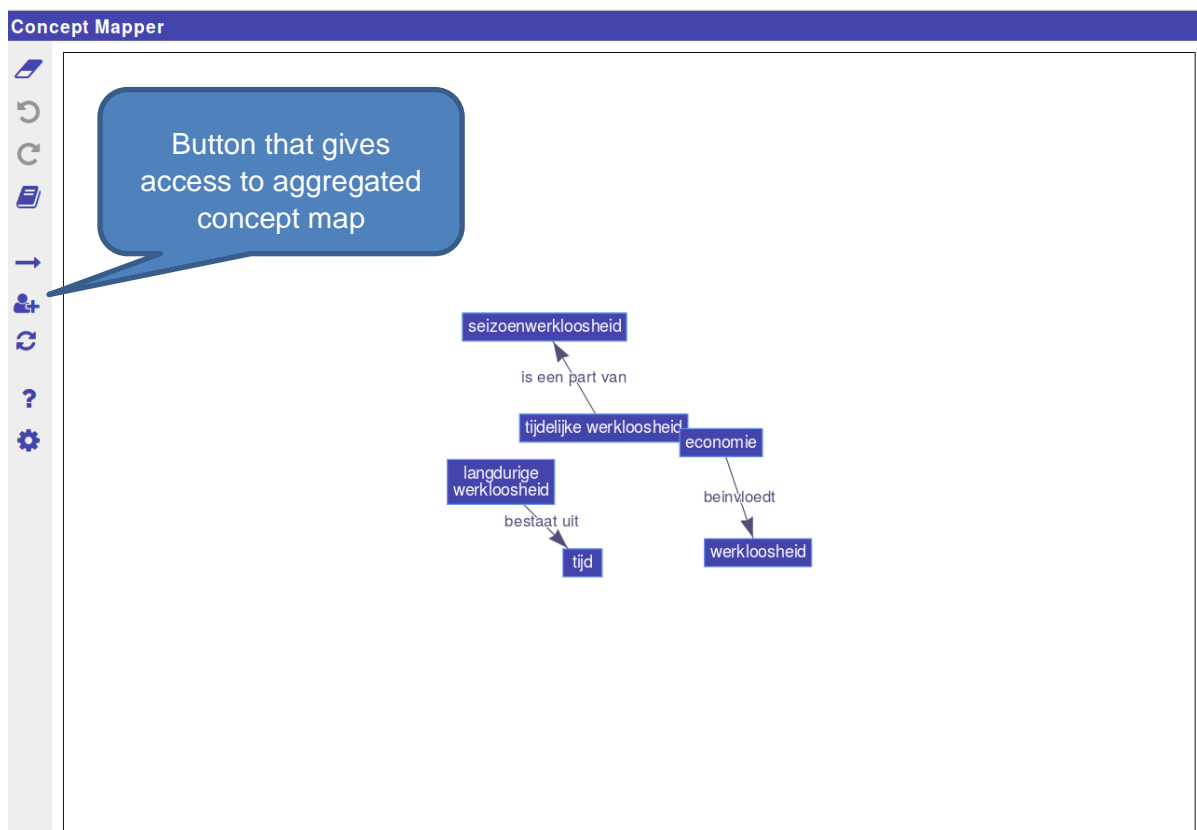 Concept Mapper
Button that gives
access to aggregated
concept map
seizoenwerkloosheid
is een part van
tijdelijke werkloosheid
economie
langdurige
werkloosheid
beinvloedt
bestaat uit
werkloosheid
tijd
?